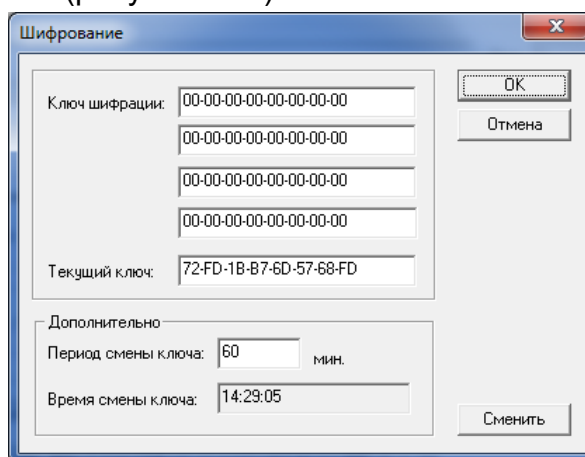 Шифрование
Ключ шифрации: 00-00-00-00-00-00-00-00
ОК
00-00-00-00-00-00-00-00
Отмена
00-00-00-00-00-00-00-00
00-00-00-00-00-00-00-00
Текущий ключ: 72-FD-1B-B7-6D-57-68-FD
Дополнительно
Период смены ключа: 60 мин.
Время смены ключа: 14:29:05
Сменить